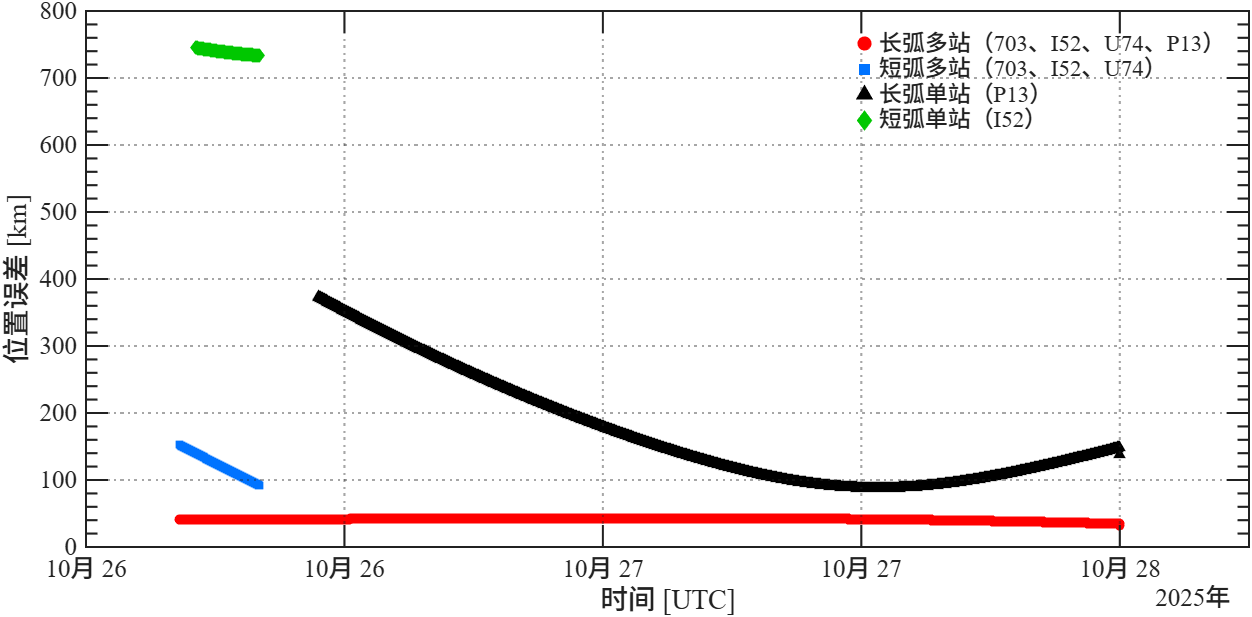 800
700
600
500
400
300
200
100
0
位置误差 [km]
长弧多站（703、I52、U74、P13）
短弧多站（703、I52、U74）
长弧单站（P13）
短弧单站（I52）
10月 26
10月 26
10月 27
10月 27
10月 28
时间 [UTC]
2025年